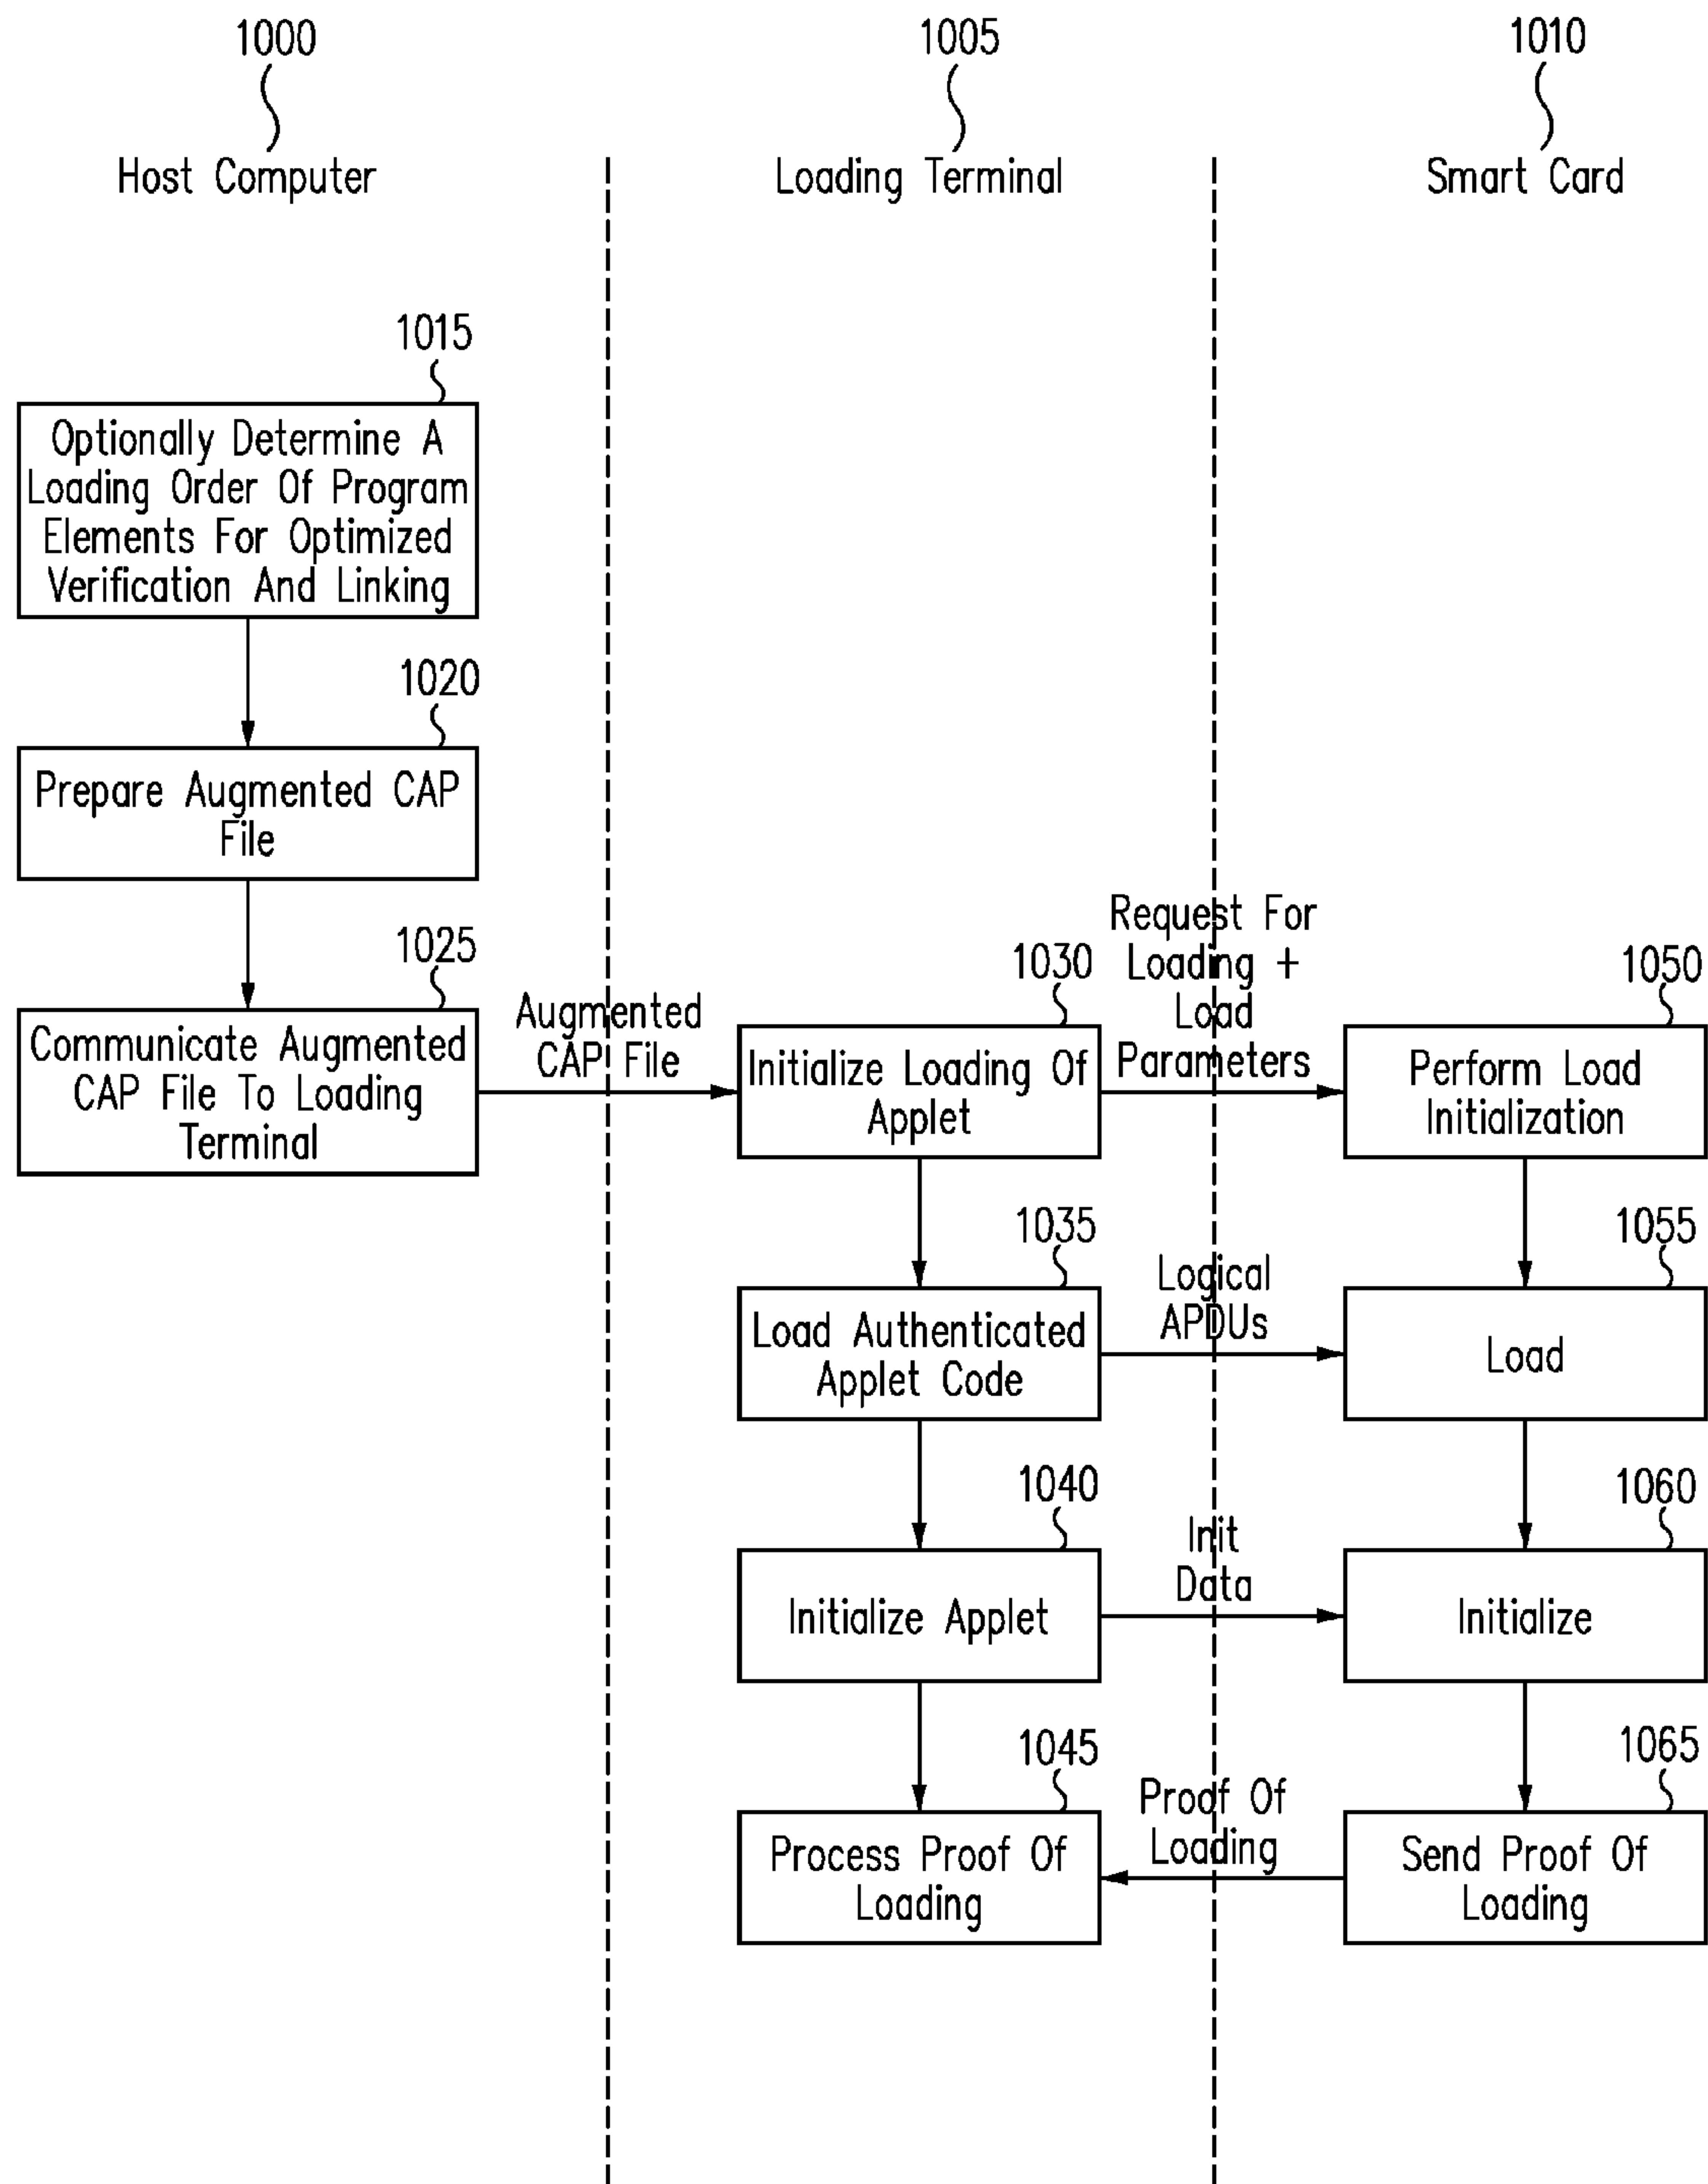 1000
1005
1010
Host Computer
Loading Terminal
Smart Card
1015
Optionally Determine A
Loading Order Of Program
Elements For Optimized
Verification And Linking
1020
Prepare Augmented CAP
File
1025
Communicate Augmented
CAP File To Loading
Terminal
Augmented
CAP File
1030
Initialize Loading Of
Applet
Request For
Loading +
Load
Parameters
1050
Perform Load
Initialization
1035
Load Authenticated
Applet Code
Logical
APDUs
1055
Load
1040
Initialize Applet
Init
Data
1060
Initialize
1045
Process Proof Of
Loading
Proof Of
Loading
1065
Send Proof Of
Loading